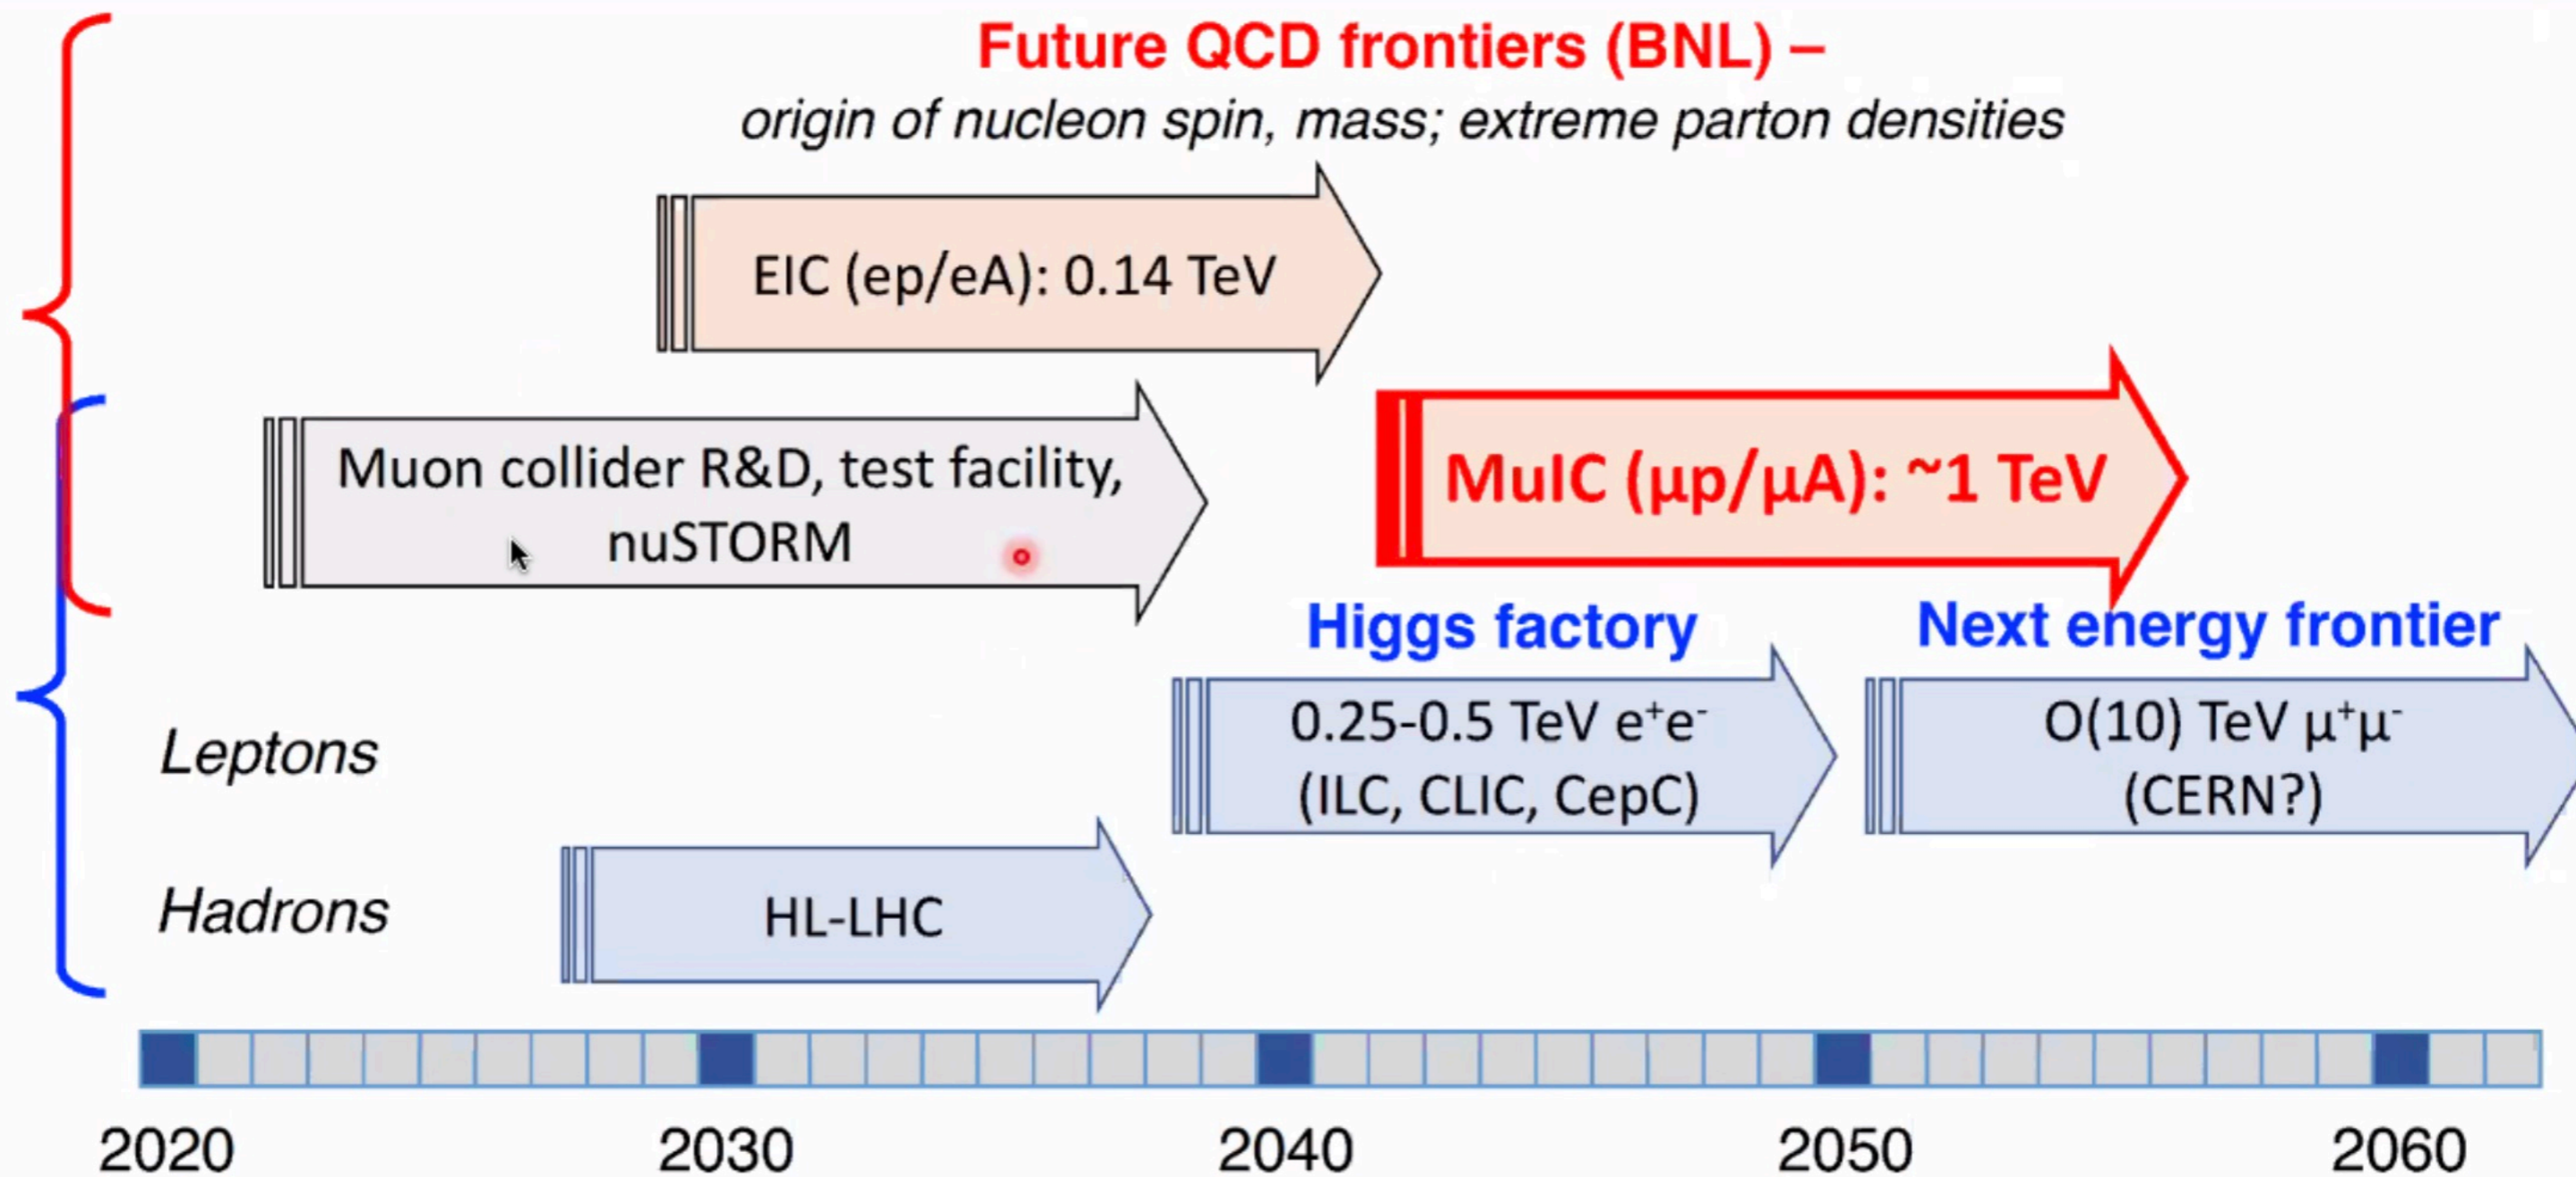 Future QCD frontiers (BNL) –
origin of nucleon spin, mass; extreme parton densities
EIC (ep/eA): 0.14 TeV
Muon collider R&D, test facility,
nuSTORM
MuIC (μp/μA): ~1 TeV
Higgs factory
Next energy frontier
Leptons
0.25-0.5 TeV e⁺e⁻
(ILC, CLIC, CepC)
O(10) TeV μ⁺μ⁻
(CERN?)
Hadrons
HL-LHC
2020
2030
2040
2050
2060